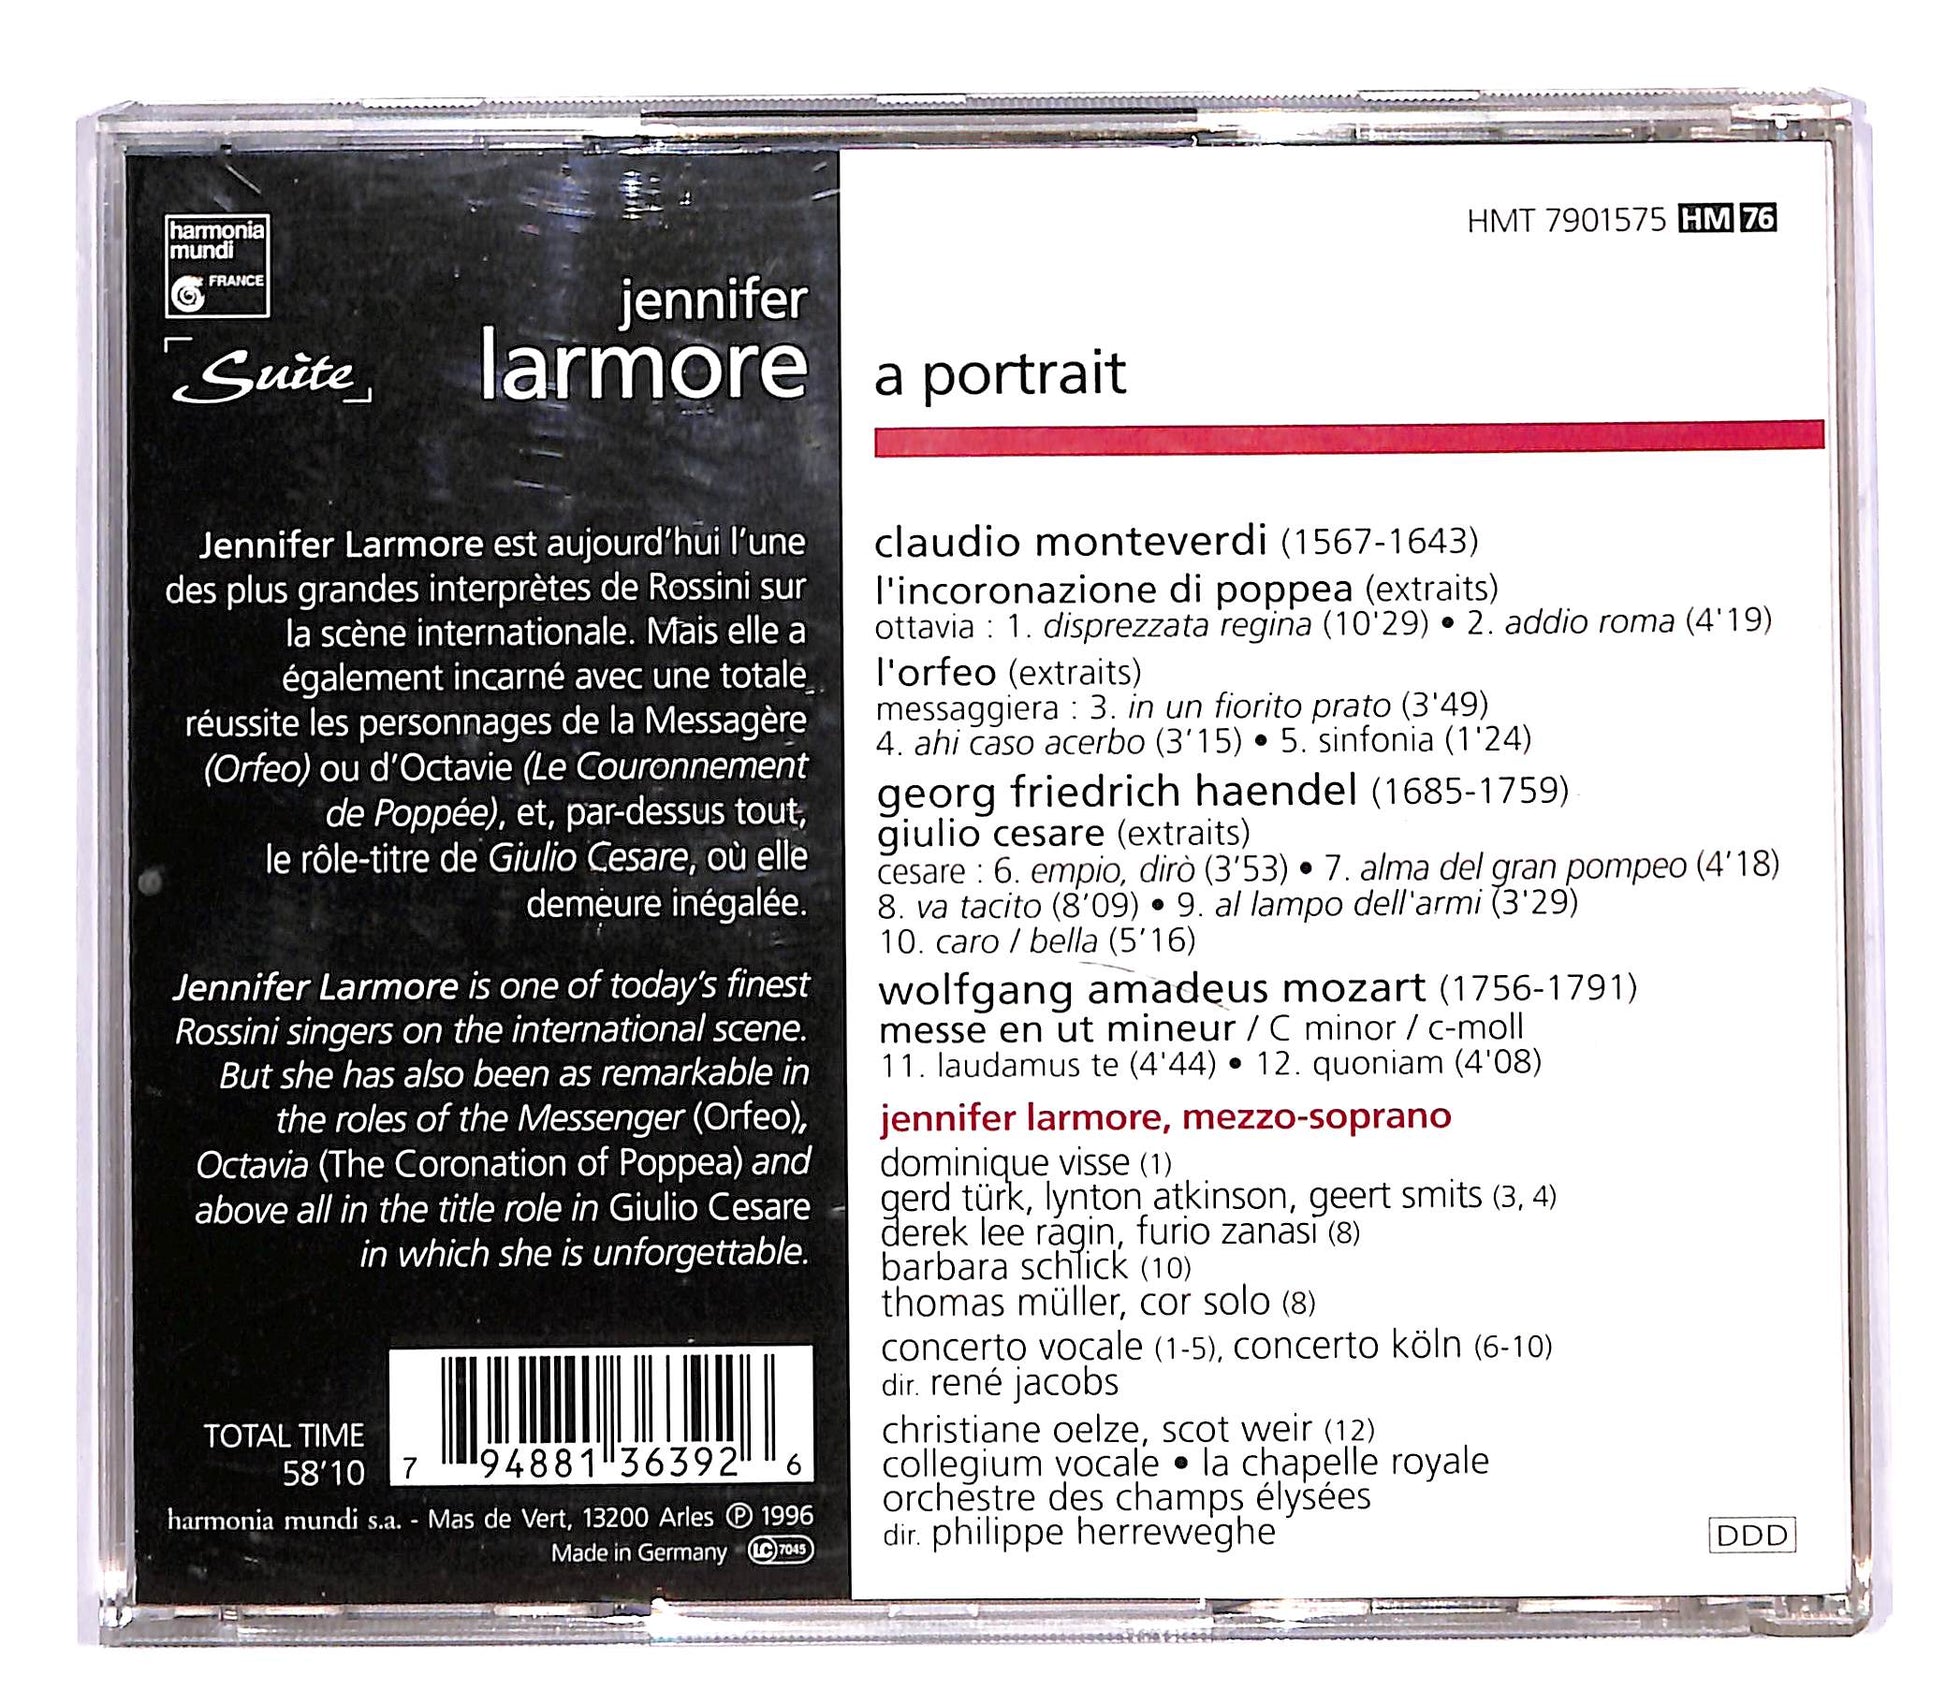 harmonia
mundi
FRANCE
Suite
jennifer
larmore
Jennifer Larmore est aujourd'hui l'une
des plus grandes interprètes de Rossini sur
la scène internationale. Mais elle a
également incarné avec une totale
réussite les personnages de la Messagère
(Orfeo) ou d'Octavie (Le Couronnement
de Poppée), et, par-dessus tout,
le rôle-titre de Giulio Cesare, où elle
demeure inégalée.
Jennifer Larmore is one of today's finest
Rossini singers on the international scene.
But she has also been as remarkable in
the roles of the Messenger (Orfeo),
Octavia (The Coronation of Poppea) and
above all in the title role in Giulio Cesare
in which she is unforgettable.
TOTAL TIME
58'10
7 94881 36392 6
harmonia mundi s.a. - Mas de Vert, 13200 Arles ℗ 1996
Made in Germany LC 7045
HMT 7901575 HM 76
a portrait
claudio monteverdi (1567-1643)
l'incoronazione di poppea (extraits)
ottavia : 1. disprezzata regina (10'29) • 2. addio roma (4'19)
l'orfeo (extraits)
messaggiera : 3. in un fiorito prato (3'49)
4. ahi caso acerbo (3'15) • 5. sinfonia (1'24)
georg friedrich haendel (1685-1759)
giulio cesare (extraits)
cesare : 6. empio, dirò (3'53) • 7. alma del gran pompeo (4'18)
8. va tacito (8'09) • 9. al lampo dell'armi (3'29)
10. caro / bella (5'16)
wolfgang amadeus mozart (1756-1791)
messe en ut mineur / C minor / c-moll
11. laudamus te (4'44) • 12. quoniam (4'08)
jennifer larmore, mezzo-soprano
dominique visse (1)
gerd türk, lynton atkinson, geert smits (3, 4)
derek lee ragin, furio zanasi (8)
barbara schlick (10)
thomas müller, cor solo (8)
concerto vocale (1-5), concerto köln (6-10)
dir. rené jacobs
christiane oelze, scot weir (12)
collegium vocale • la chapelle royale
orchestre des champs élysées
dir. philippe herreweghe
DDD